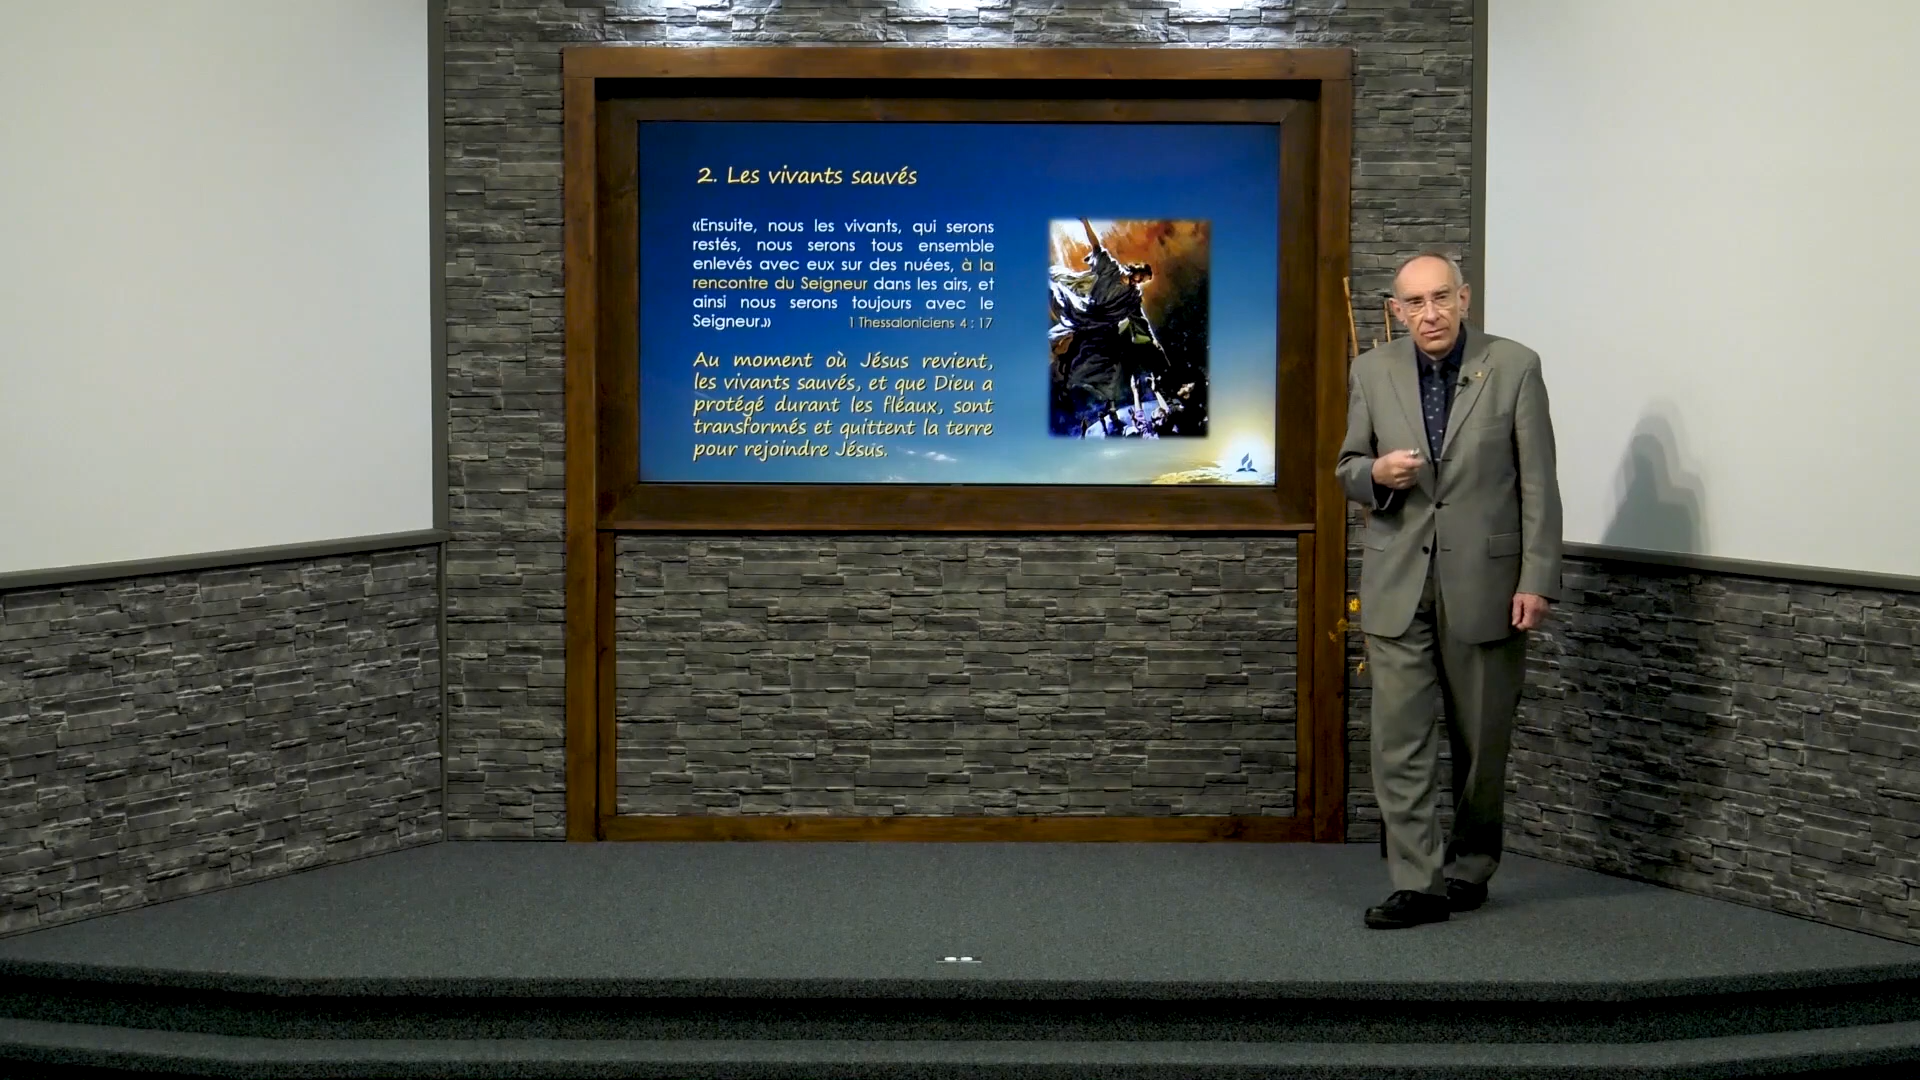 2. Les vivants sauvés
«Ensuite, nous les vivants, qui serons
restés, nous serons tous ensemble
enlevés avec eux sur des nuées, à la
rencontre du Seigneur dans les airs, et
ainsi nous serons toujours avec le
Seigneur.» 1 Thessaloniciens 4 : 17
Au moment où Jésus revient,
les vivants sauvés, et que Dieu a
protégé durant les fléaux, sont
transformés et quittent la terre
pour rejoindre Jésus.